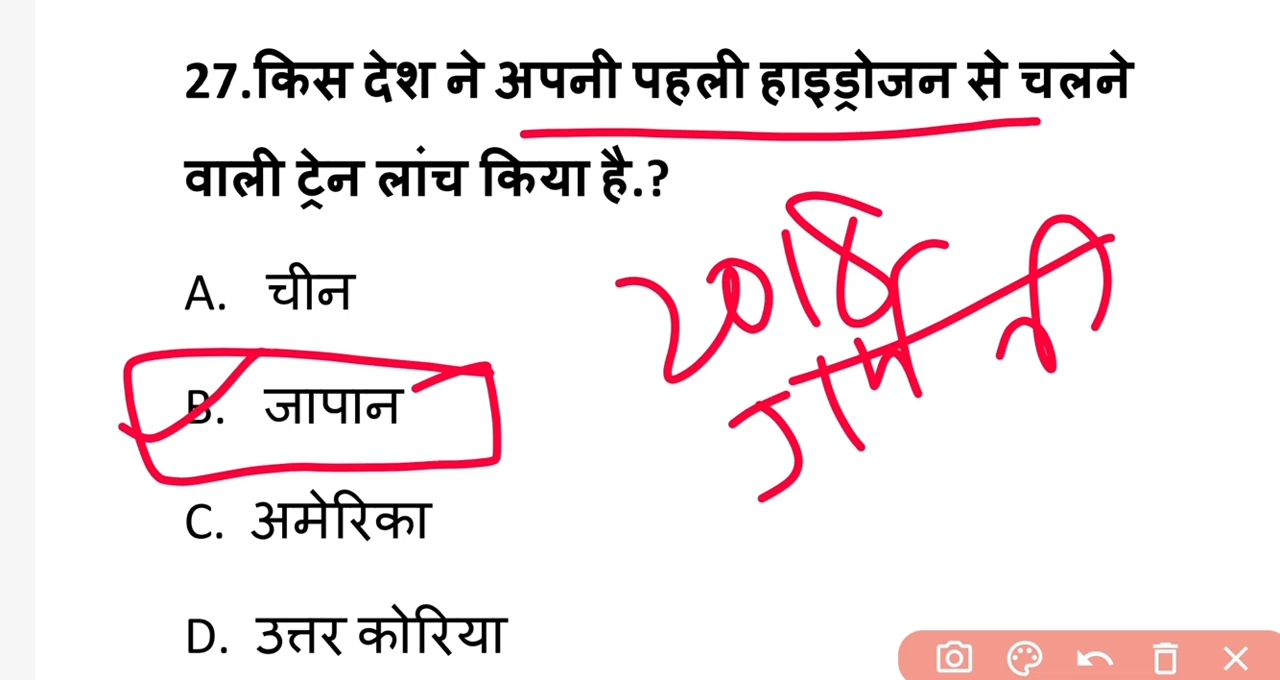 27.किस देश ने अपनी पहली हाइड्रोजन से चलने
वाली ट्रेन लांच किया है.?
2018
जर्मनी
A. चीन
B. जापान
C. अमेरिका
D. उत्तर कोरिया